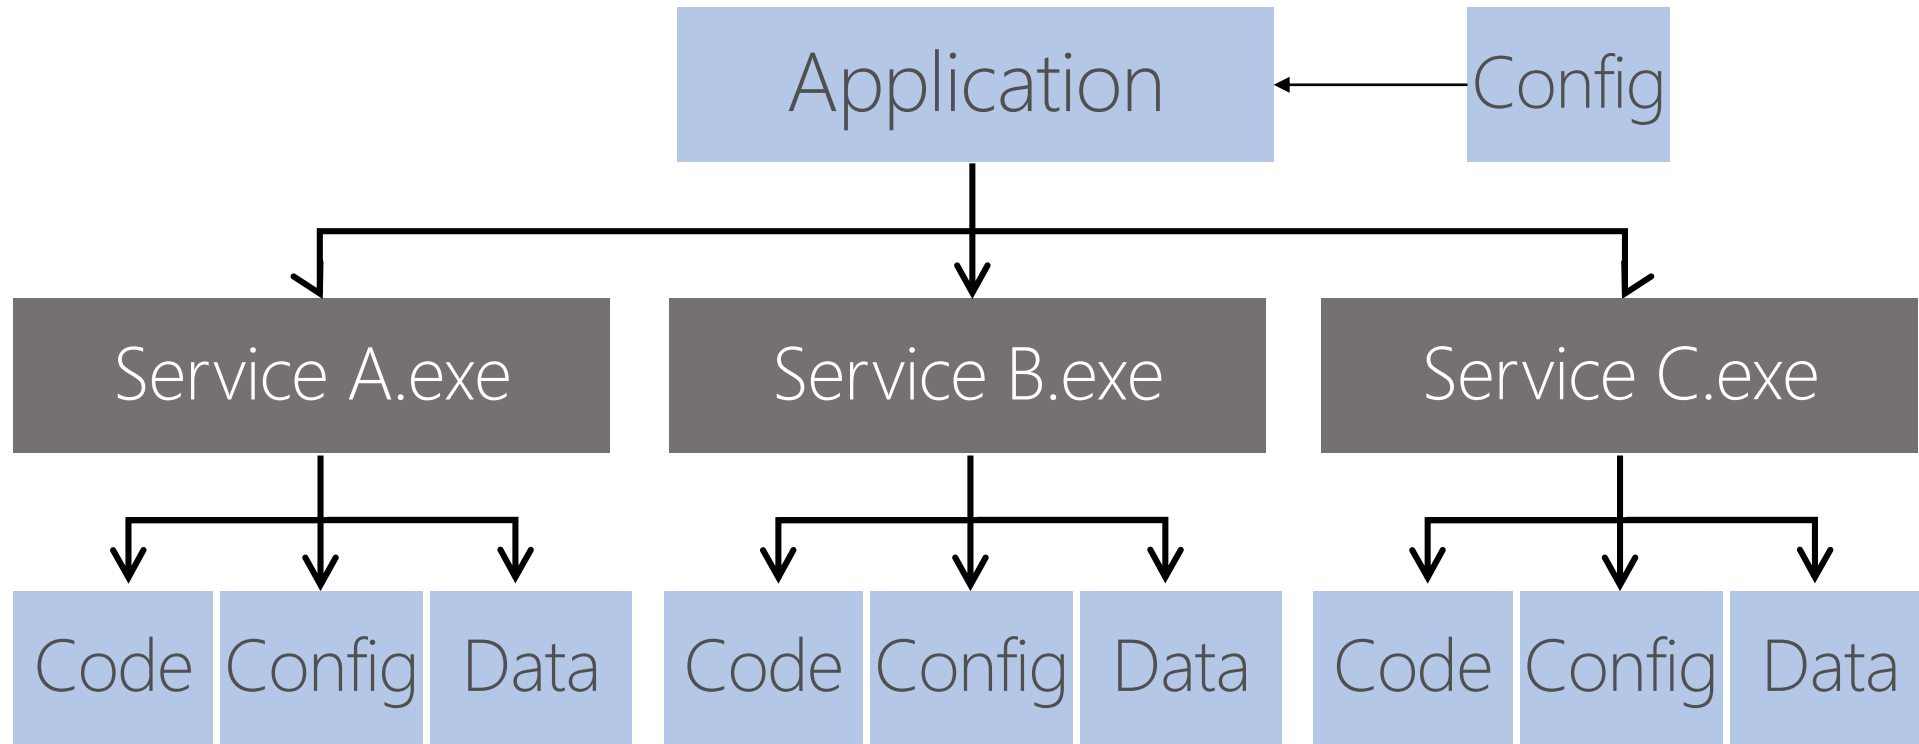 Application
Config
Service A.exe
Service B.exe
Service C.exe
Code
Config
Data
Code
Config
Data
Code
Config
Data